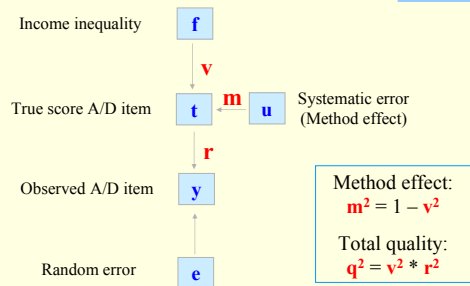 Income inequality
f
v
True score A/D item
t
m
u
Systematic error
(Method effect)
r
Observed A/D item
y
Method effect:
m² = 1 – v²
Total quality:
q² = v² * r²
Random error
e